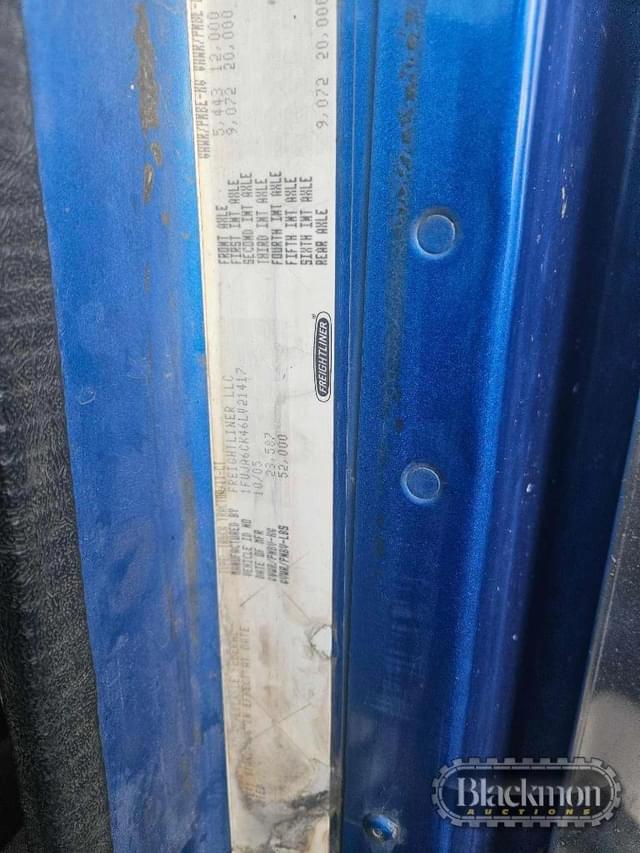 MANUFACTURED BY FREIGHTLINER LLC
VEHICLE ID NO 1FUJA6CK46LV21417
DATE OF MFR 10/05
GVWR/PNBV-KG 23,587
GVWR/PNBV-LBS 52,000
FREIGHTLINER
GAWR/PNBE-KG GAWR/PNBE-
FRONT AXLE 5,443 12,000
FIRST INT AXLE 9,072 20,000
SECOND INT AXLE
THIRD INT AXLE
FOURTH INT AXLE
FIFTH INT AXLE
SIXTH INT AXLE
REAR AXLE 9,072 20,000
Blackmon
AUCTIONS